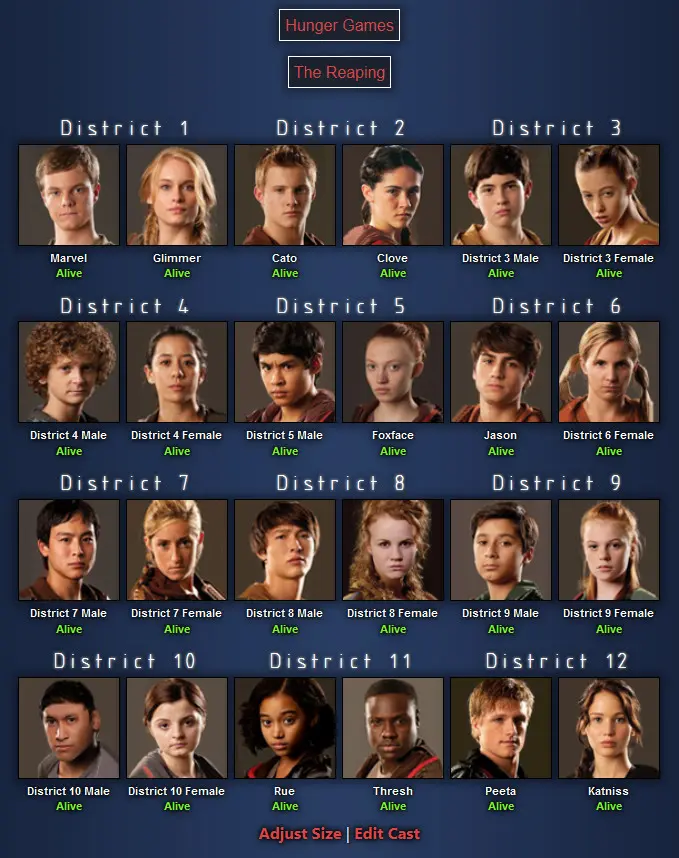 Hunger Games
The Reaping
District 1 District 2 District 3
Marvel Glimmer Cato Clove District 3 Male District 3 Female
Alive Alive Alive Alive Alive Alive
District 4 District 5 District 6
District 4 Male District 4 Female District 5 Male Foxface Jason District 6 Female
Alive Alive Alive Alive Alive Alive
District 7 District 8 District 9
District 7 Male District 7 Female District 8 Male District 8 Female District 9 Male District 9 Female
Alive Alive Alive Alive Alive Alive
District 10 District 11 District 12
District 10 Male District 10 Female Rue Thresh Peeta Katniss
Alive Alive Alive Alive Alive Alive
Adjust Size | Edit Cast